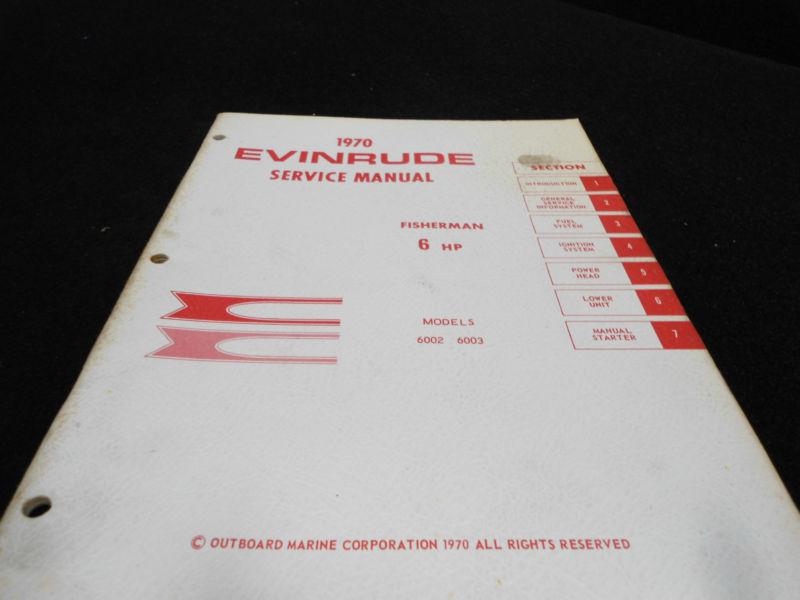 1970
EVINRUDE
SERVICE MANUAL
FISHERMAN
6 HP
MODELS
6002 6003
SECTION
INTRODUCTION 1
GENERAL
SERVICE
INFORMATION 2
FUEL
SYSTEM 3
IGNITION
SYSTEM 4
POWER
HEAD 5
LOWER
UNIT 6
MANUAL
STARTER 7
© OUTBOARD MARINE CORPORATION 1970 ALL RIGHTS RESERVED